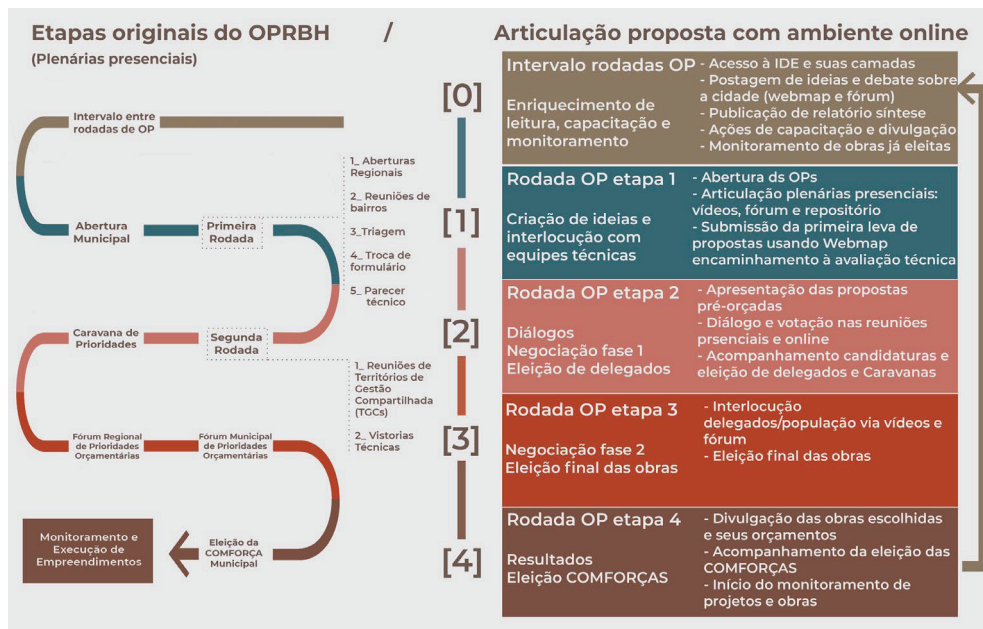 Etapas originais do OPRBH /
(Plenárias presenciais)
Intervalo entre
rodadas de OP
Abertura
Municipal
Primeira
Rodada
1_ Aberturas
Regionais
2_ Reuniões de
bairros
3_Triagem
4_ Troca de
formulário
5_ Parecer
técnico
Caravana de
Prioridades
Segunda
Rodada
1_ Reuniões de
Territórios de
Gestão
Compartilhada
(TGCs)
2_ Vistorias
Técnicas
Fórum Regional
de Prioridades
Orçamentárias
Fórum Municipal
de Prioridades
Orçamentárias
Monitoramento e
Execução de
Empreendimentos
Eleição da
COMFORÇA
Municipal
[0]
[1]
[2]
[3]
[4]
Articulação proposta com ambiente online
Intervalo rodadas OP
Enriquecimento de
leitura, capacitação e
monitoramento
- Acesso à IDE e suas camadas
- Postagem de ideias e debate sobre
a cidade (webmap e fórum)
- Publicação de relatório síntese
- Ações de capacitação e divulgação
- Monitoramento de obras já eleitas
Rodada OP etapa 1
Criação de ideias e
interlocução com
equipes técnicas
- Abertura ds OPs
- Articulação plenárias presenciais:
vídeos, fórum e repositório
- Submissão da primeira leva de
propostas usando Webmap
encaminhamento à avaliação técnica
Rodada OP etapa 2
Diálogos
Negociação fase 1
Eleição de delegados
- Apresentação das propostas
pré-orçadas
- Diálogo e votação nas reuniões
prsenciais e online
- Acompanhamento candidaturas e
eleição de delegados e Caravanas
Rodada OP etapa 3
Negociação fase 2
Eleição final das obras
- Interlocução
delegados/população via vídeos e
fórum
- Eleição final das obras
Rodada OP etapa 4
Resultados
Eleição COMFORÇAS
- Divulgação das obras escolhidas
e seus orçamentos
- Acompanhamento da eleição das
COMFORÇAS
- Início do monitoramento de
projetos e obras